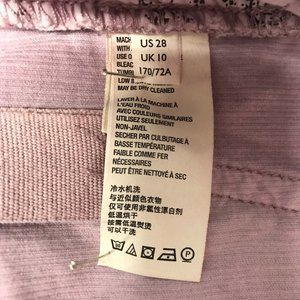 MACH
WITH
USE O
BLEAC
TUMBL
US 28
UK 10
170/72A
LOW
MAY BE DRY CLEANED
LAVER À LA MACHINE
À L'EAU FROIDE
AVEC COULEURS SIMILAIRES
UTILISEZ SEULEMENT
NON-JAVEL
SECHER PAR CULBUTAGE À
BASSE TEMPÉRATURE
FAIBLE COMME FER
NÉCESSAIRES
PEUT ÊTRE NETTOYÉ À SEC
冷水机洗
与近似颜色衣物
仅可使用非氯性漂白剂
低温烘干
按需低温熨烫
可以干洗
P